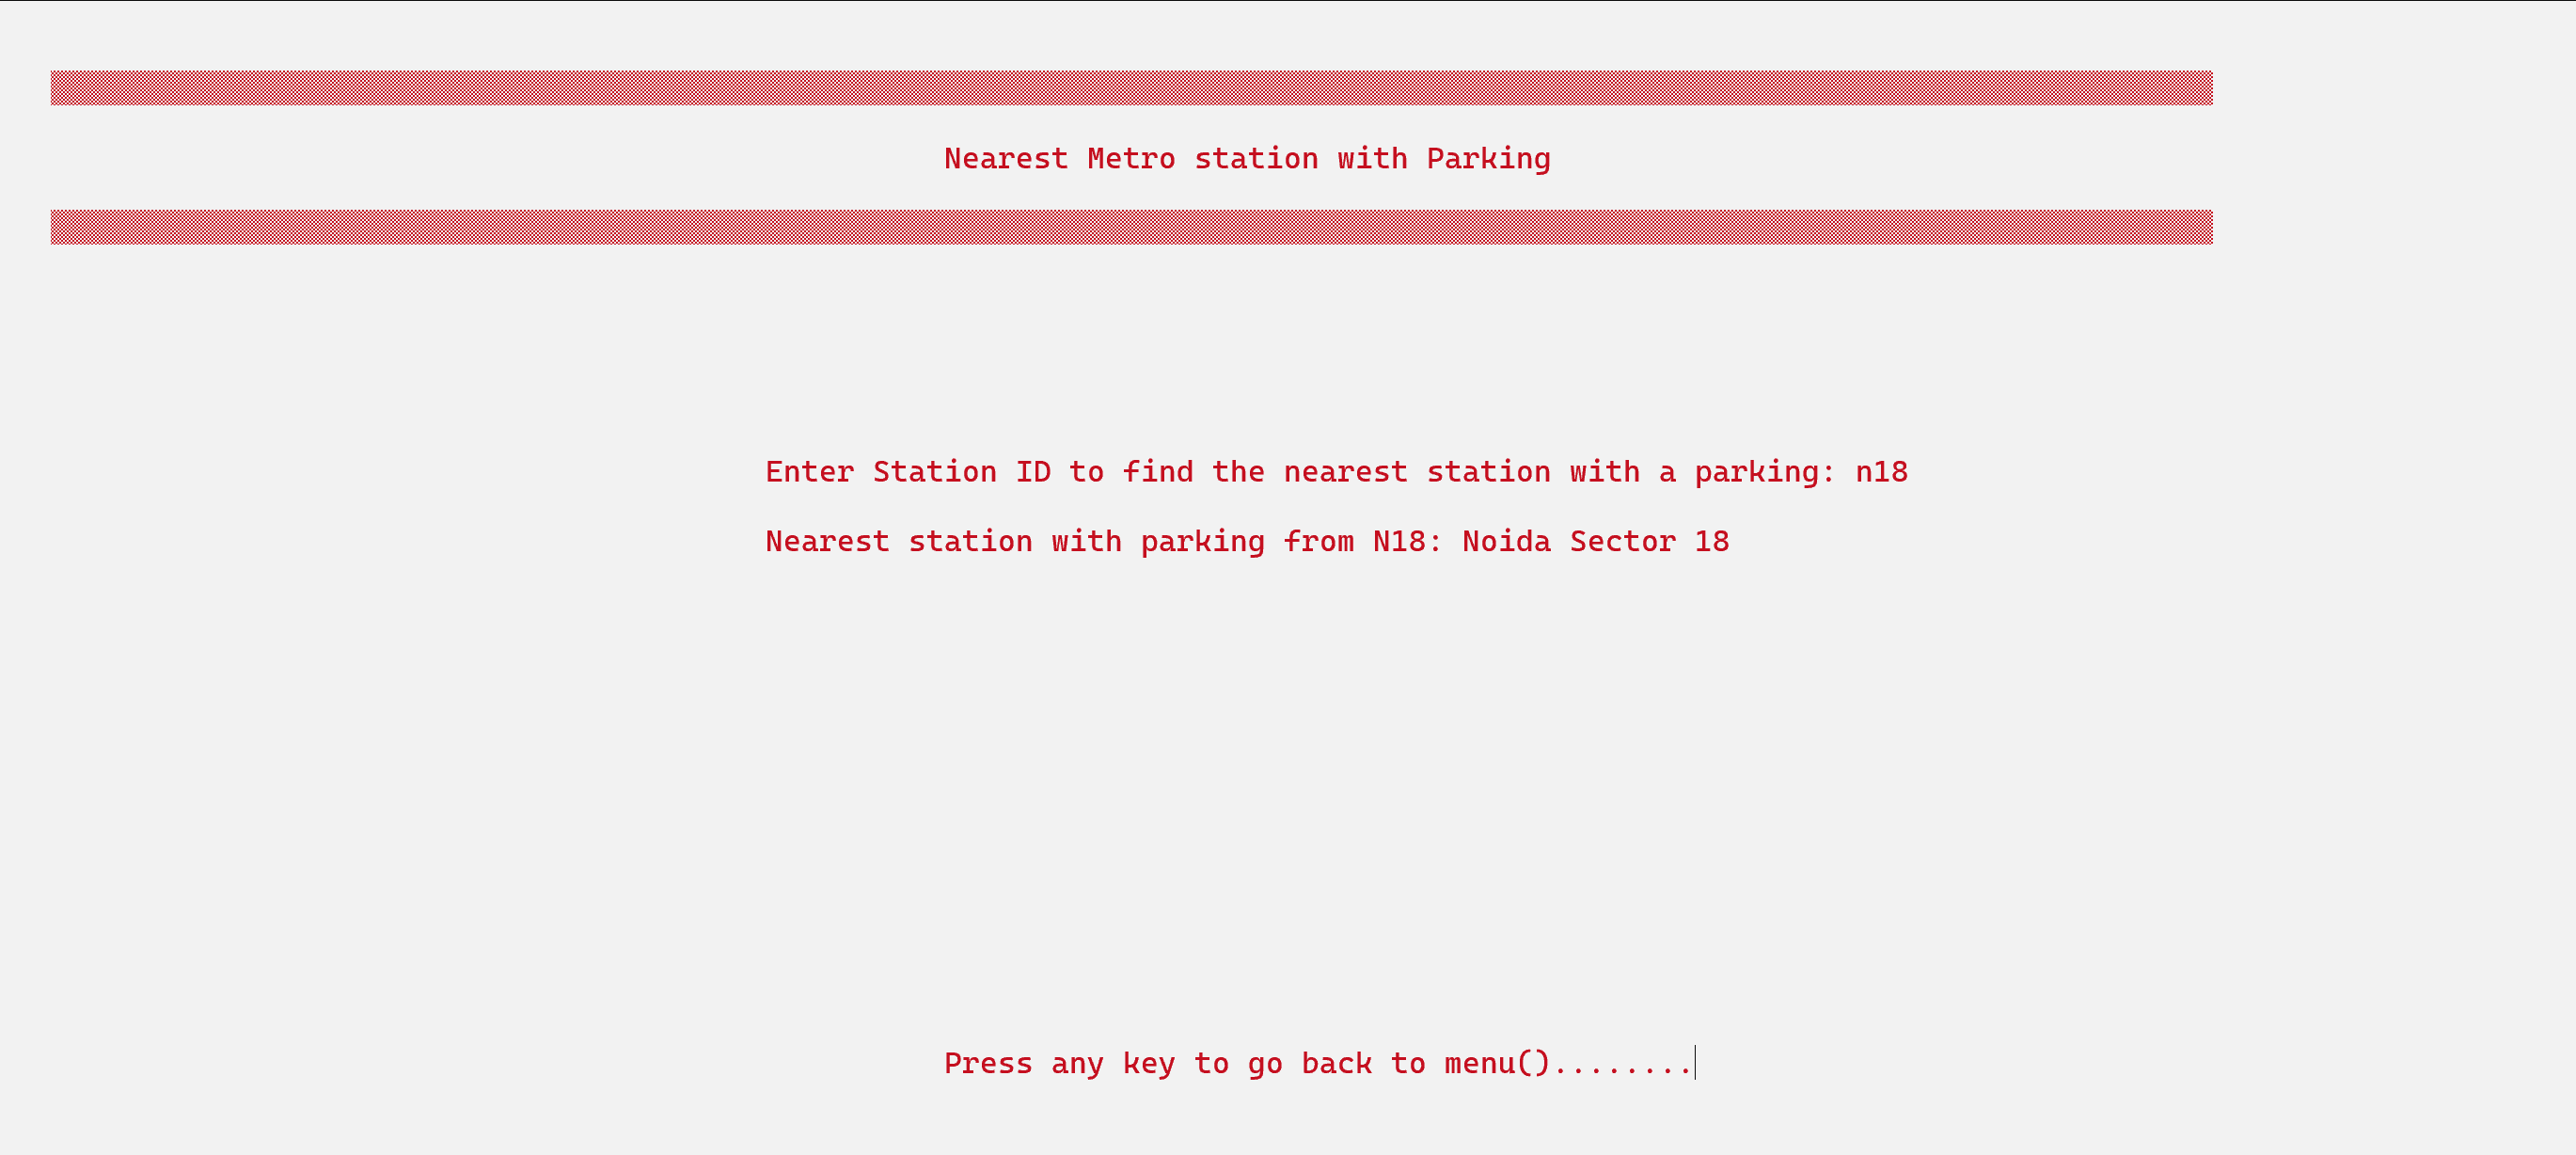 Nearest Metro station with Parking
Enter Station ID to find the nearest station with a parking: n18
Nearest station with parking from N18: Noida Sector 18
Press any key to go back to menu()........